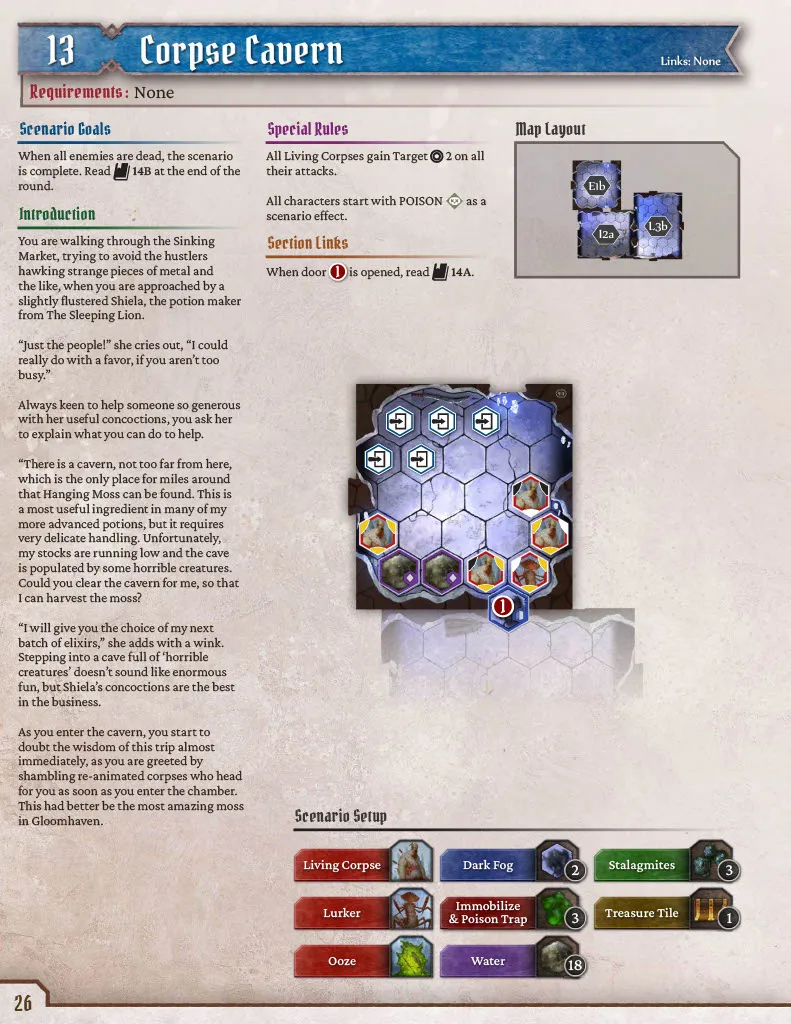 13 Corpse Cavern
Links: None
Requirements: None
Scenario Goals
When all enemies are dead, the scenario
is complete. Read 14B at the end of the
round.
Introduction
You are walking through the Sinking
Market, trying to avoid the hustlers
hawking strange pieces of metal and
the like, when you are approached by a
slightly flustered Shiela, the potion maker
from The Sleeping Lion.
“Just the people!” she cries out, “I could
really do with a favor, if you aren’t too
busy.”
Always keen to help someone so generous
with her useful concoctions, you ask her
to explain what you can do to help.
“There is a cavern, not too far from here,
which is the only place for miles around
that Hanging Moss can be found. This is
a most useful ingredient in many of my
more advanced potions, but it requires
very delicate handling. Unfortunately,
my stocks are running low and the cave
is populated by some horrible creatures.
Could you clear the cavern for me, so that
I can harvest the moss?
“I will give you the choice of my next
batch of elixirs,” she adds with a wink.
Stepping into a cave full of ‘horrible
creatures’ doesn’t sound like enormous
fun, but Shiela’s concoctions are the best
in the business.
As you enter the cavern, you start to
doubt the wisdom of this trip almost
immediately, as you are greeted by
shambling re-animated corpses who head
for you as soon as you enter the chamber.
This had better be the most amazing moss
in Gloomhaven.
Special Rules
All Living Corpses gain Target 2 on all
their attacks.
All characters start with POISON as a
scenario effect.
Section Links
When door 1 is opened, read 14A.
Map Layout
E1b
I2a
L3b
1
Scenario Setup
Living Corpse
Dark Fog 2
Stalagmites 3
Lurker
Immobilize
& Poison Trap 3
Treasure Tile 1
Ooze
Water 18
26